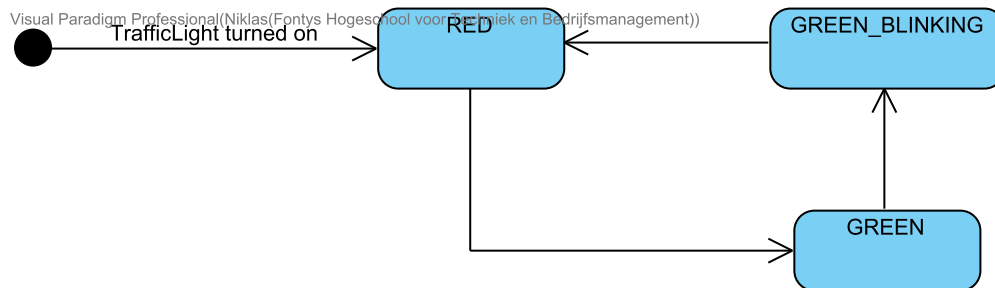 Visual Paradigm Professional(Niklas(Fontys Hogeschool voor Techniek en Bedrijfsmanagement))
TrafficLight turned on
RED
GREEN_BLINKING
GREEN